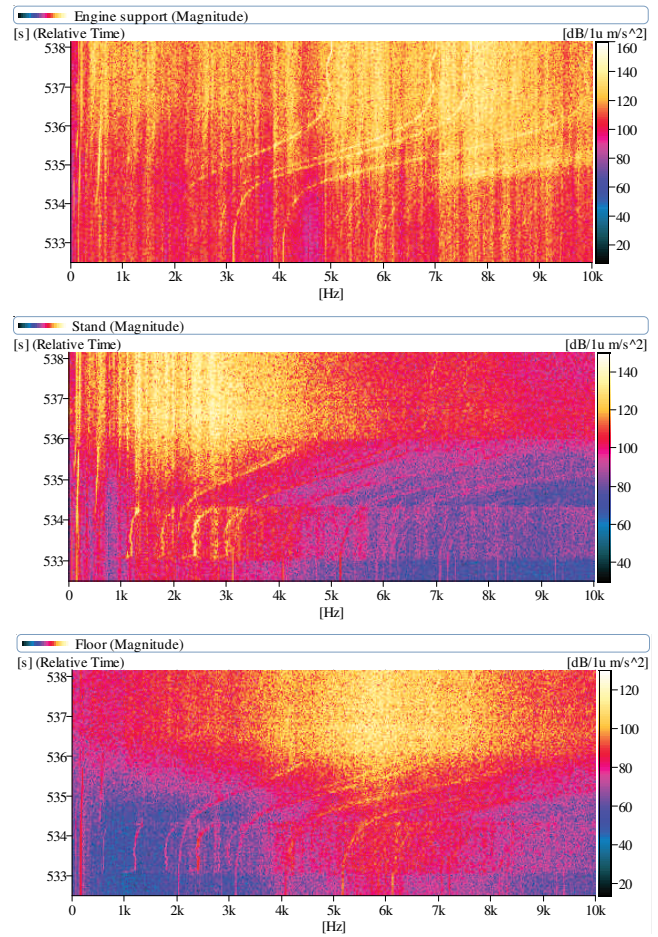 Engine support (Magnitude)
[s] (Relative Time) [dB/1u m/s^2]
538 160
537 140
536 120
535 100
80
534 60
40
533 20
0 1k 2k 3k 4k 5k 6k 7k 8k 9k 10k
[Hz]
Stand (Magnitude)
[s] (Relative Time) [dB/1u m/s^2]
538 140
537 120
536 100
535 80
534 60
533 40
0 1k 2k 3k 4k 5k 6k 7k 8k 9k 10k
[Hz]
Floor (Magnitude)
[s] (Relative Time) [dB/1u m/s^2]
538 120
537 100
536 80
535 60
534 40
533 20
0 1k 2k 3k 4k 5k 6k 7k 8k 9k 10k
[Hz]